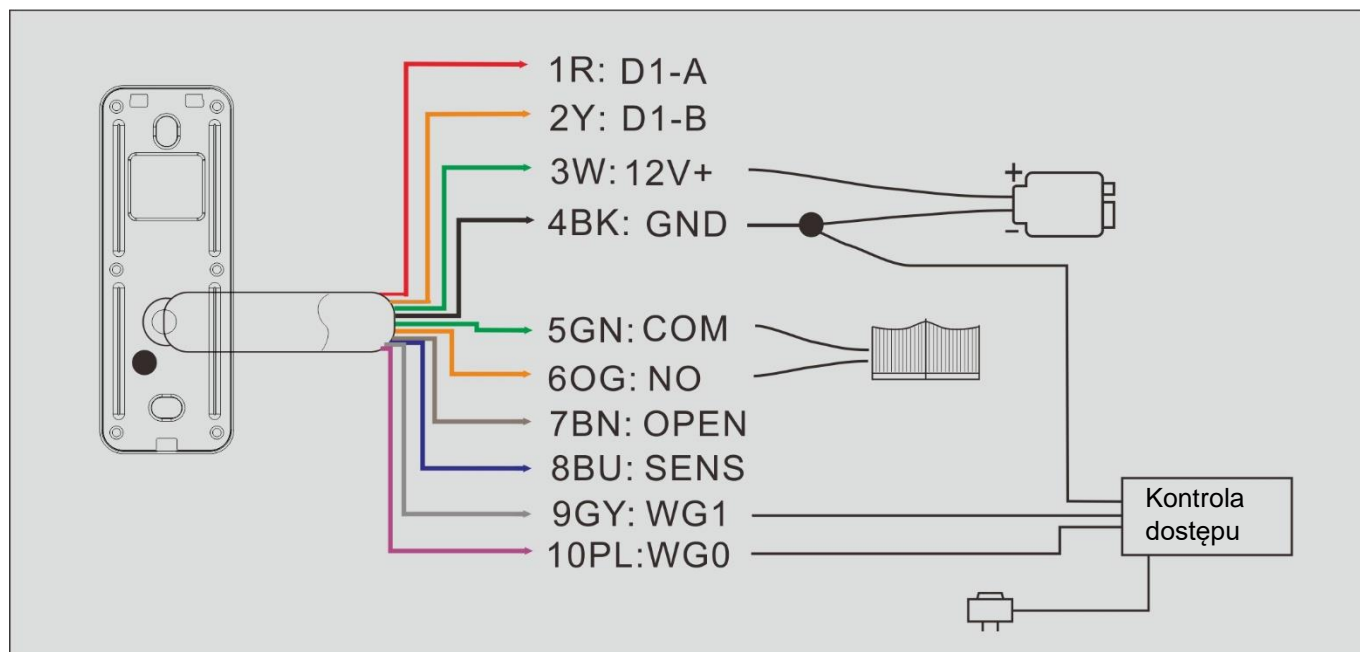 1R: D1-A
2Y: D1-B
3W: 12V+
4BK: GND
+
−
5GN: COM
6OG: NO
7BN: OPEN
8BU: SENS
9GY: WG1
10PL:WG0
Kontrola
dostępu